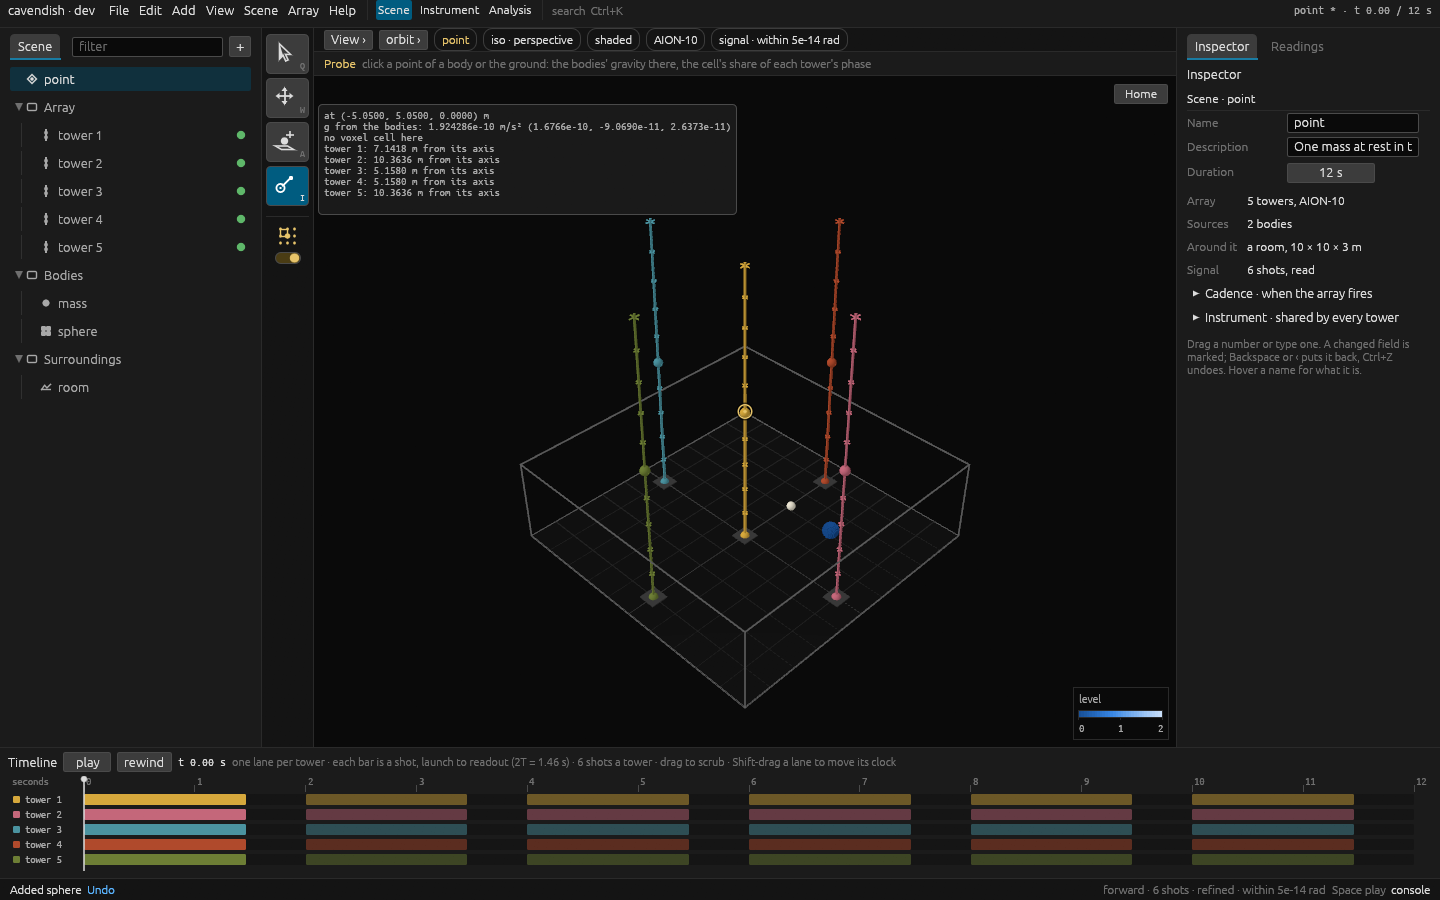 cavendish · dev File Edit Add View Scene Array Help Scene Instrument Analysis search Ctrl+K point * · t 0.00 / 12 s
Scene filter +
point
Array
tower 1
tower 2
tower 3
tower 4
tower 5
Bodies
mass
sphere
Surroundings
room
Q
W
A
I
View › orbit › point iso · perspective shaded AION-10 signal · within 5e-14 rad
Probe click a point of a body or the ground: the bodies' gravity there, the cell's share of each tower's phase
Home
at (-5.0500, 5.0500, 0.0000) m
g from the bodies: 1.924286e-10 m/s² (1.6766e-10, -9.0690e-11, 2.6373e-11)
no voxel cell here
tower 1: 7.1418 m from its axis
tower 2: 10.3636 m from its axis
tower 3: 5.1580 m from its axis
tower 4: 5.1580 m from its axis
tower 5: 10.3636 m from its axis
level
0 1 2
Inspector Readings
Inspector
Scene · point
Name point
Description One mass at rest in t
Duration 12 s
Array 5 towers, AION-10
Sources 2 bodies
Around it a room, 10 × 10 × 3 m
Signal 6 shots, read
Cadence · when the array fires
Instrument · shared by every tower
Drag a number or type one. A changed field is
marked; Backspace or ‹ puts it back, Ctrl+Z
undoes. Hover a name for what it is.
Timeline play rewind t 0.00 s one lane per tower · each bar is a shot, launch to readout (2T = 1.46 s) · 6 shots a tower · drag to scrub · Shift-drag a lane to move its clock
seconds 0 1 2 3 4 5 6 7 8 9 10 11 12
tower 1
tower 2
tower 3
tower 4
tower 5
Added sphere Undo forward · 6 shots · refined · within 5e-14 rad Space play console